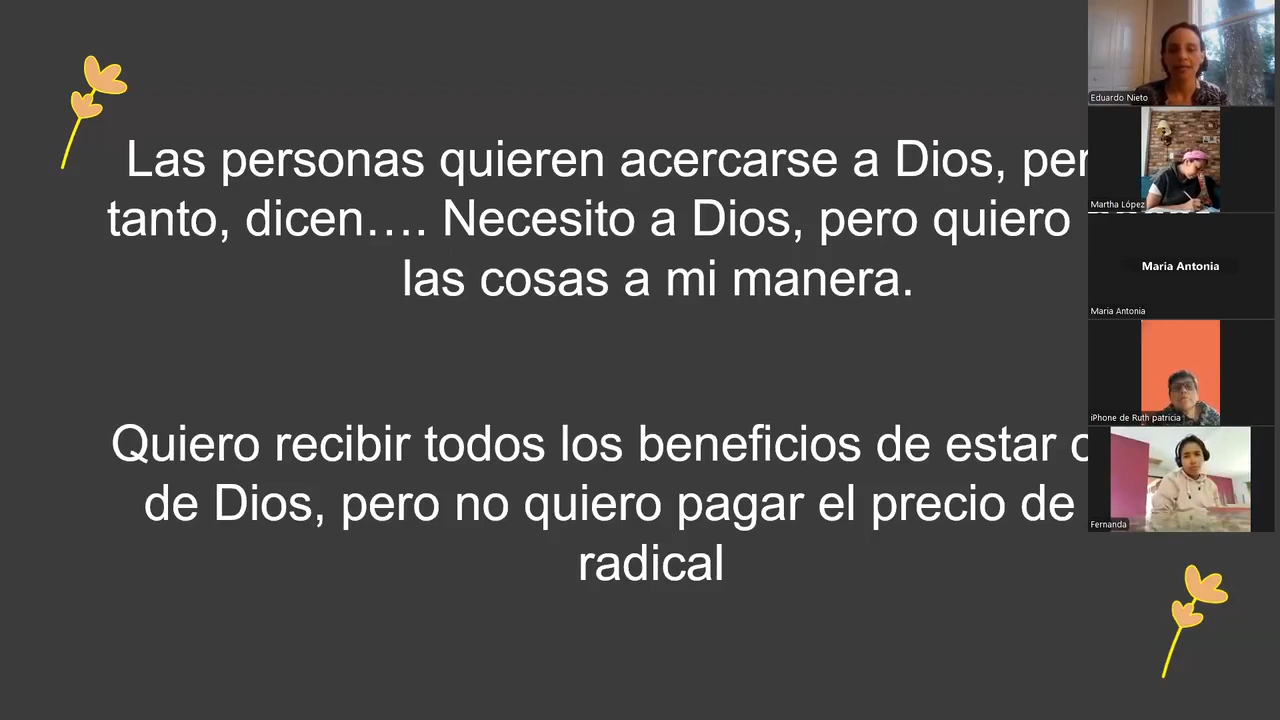 Las personas quieren acercarse a Dios, per
tanto, dicen…. Necesito a Dios, pero quiero
las cosas a mi manera.
Quiero recibir todos los beneficios de estar c
de Dios, pero no quiero pagar el precio de
radical
Eduardo Nieto
Martha López
Maria Antonia
Maria Antonia
iPhone de Ruth patricia
Fernanda